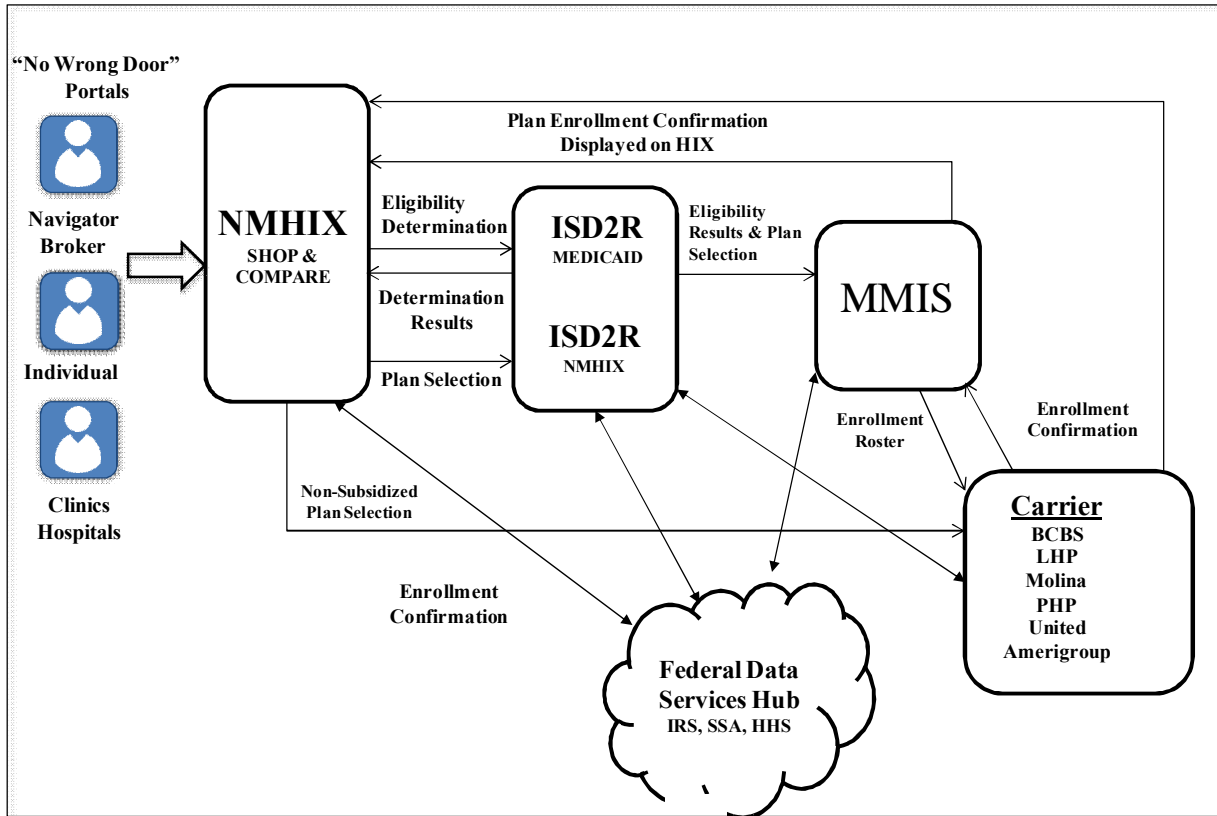 “No Wrong Door”
Portals
Navigator
Broker
Individual
Clinics
Hospitals
NMHIX
SHOP &
COMPARE
Plan Enrollment Confirmation
Displayed on HIX
Eligibility
Determination
Determination
Results
Plan Selection
ISD2R
MEDICAID
ISD2R
NMHIX
Eligibility
Results & Plan
Selection
MMIS
Enrollment
Roster
Enrollment
Confirmation
Non-Subsidized
Plan Selection
Enrollment
Confirmation
Federal Data
Services Hub
IRS, SSA, HHS
Carrier
BCBS
LHP
Molina
PHP
United
Amerigroup